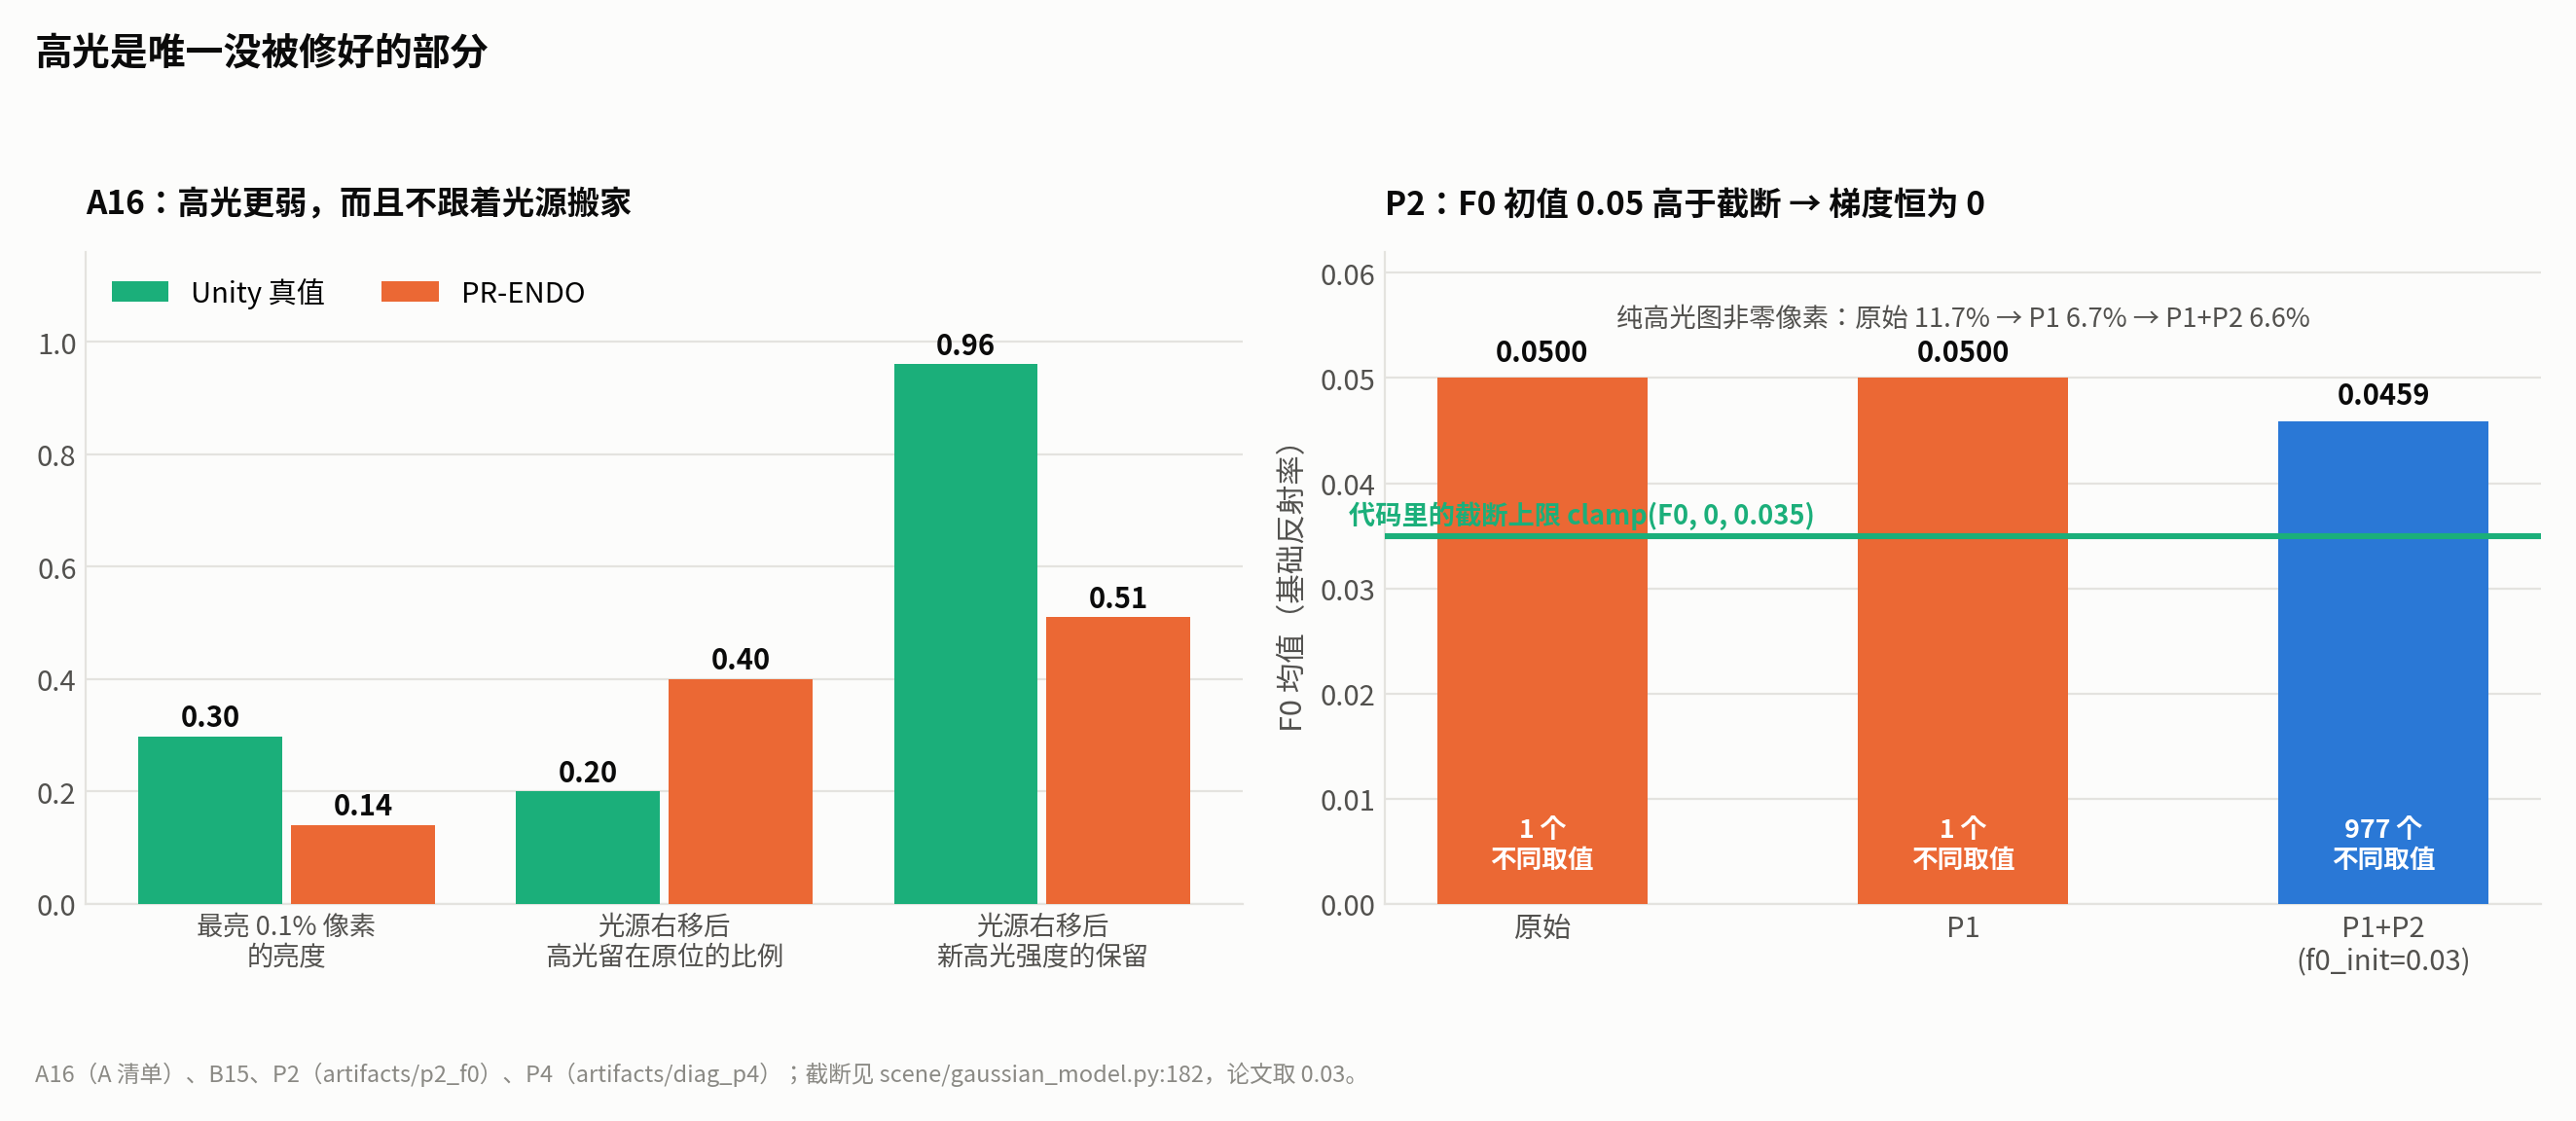 高光是唯一没被修好的部分
A16：高光更弱，而且不跟着光源搬家
Unity 真值
PR-ENDO
1.0
0.8
0.6
0.4
0.2
0.0
0.30
0.14
0.20
0.40
0.96
0.51
最亮 0.1% 像素
的亮度
光源右移后
高光留在原位的比例
光源右移后
新高光强度的保留
P2：F0 初值 0.05 高于截断 → 梯度恒为 0
F0 均值（基础反射率）
0.06
0.05
0.04
0.03
0.02
0.01
0.00
纯高光图非零像素：原始 11.7% → P1 6.7% → P1+P2 6.6%
0.0500
0.0500
0.0459
代码里的截断上限 clamp(F0, 0, 0.035)
1 个
不同取值
1 个
不同取值
977 个
不同取值
原始
P1
P1+P2
(f0_init=0.03)
A16（A 清单）、B15、P2（artifacts/p2_f0）、P4（artifacts/diag_p4）；截断见 scene/gaussian_model.py:182，论文取 0.03。